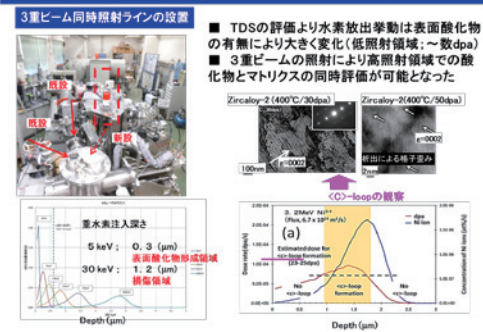 3重ビーム同時照射ラインの設置
■ TDSの評価より水素放出挙動は表面酸化物
の有無により大きく変化(低照射領域;~数dpa)
■ 3重ビームの照射により高照射領域での酸
化物とマトリクスの同時評価が可能となった
既設
既設
新設
Zircaloy-2 (400℃/30dpa)
g=0002
100nm
Zircaloy-2(400℃/50dpa)
g=0002
析出による格子歪み
2nm
<C>-loopの観察
重水素注入深さ
5 keV ; 0.3 (μm)
表面酸化物形成領域
30 keV ; 1.2 (μm)
損傷領域
Depth(μm)
3.2MeV Ni³⁺
(a)
dpa
Ni ion
Estimated dose for
<c>-loop formation
No
<c>-loop
<c>-loop
formation
No
<c>-loop
Dose rate(dpa/s)
Depth (μm)